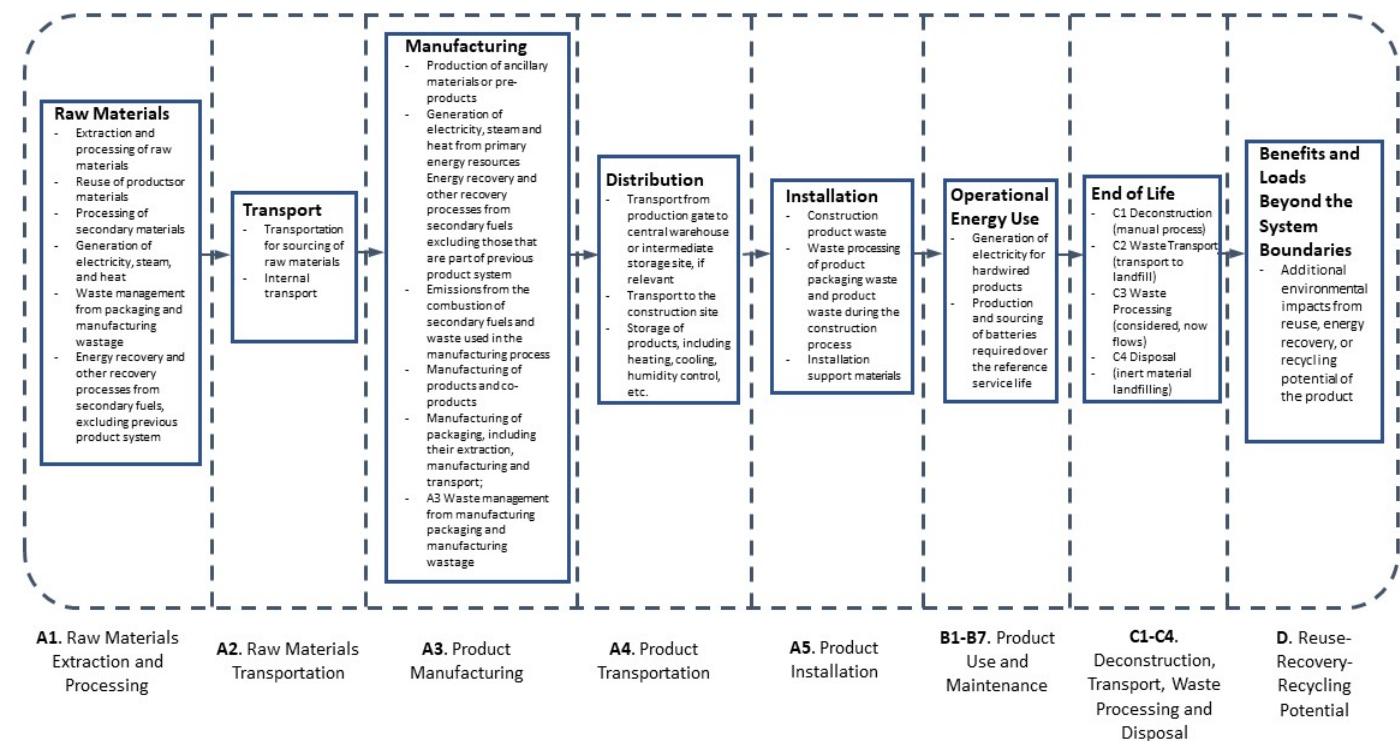 Raw Materials
- Extraction and
processing of raw
materials
- Reuse of productsor
materials
- Processing of
secondary materials
- Generation of
electricity, steam,
and heat
- Waste management
from packaging and
manufacturing
wastage
- Energy recovery and
other recovery
processes from
secondary fuels,
excluding previous
product system
Transport
- Transportation
for sourcing of
raw materials
- Internal
transport
Manufacturing
- Production of ancillary
materials or pre-
products
- Generation of
electricity, steam and
heat from primary
energy resources
Energy recovery and
other recovery
processes from
secondary fuels
excluding those that
are part of previous
product system
- Emissions from the
combustion of
secondary fuels and
waste used in the
manufacturing process
- Manufacturing of
products and co-
products
- Manufacturing of
packaging, including
their extraction,
manufacturing and
transport;
- A3 Waste management
from manufacturing
packaging and
manufacturing
wastage
Distribution
- Transport from
production gate to
central warehouse
or intermediate
storage site, if
relevant
- Transport to the
construction site
- Storage of
products, including
heating, cooling,
humidity control,
etc.
Installation
- Construction
product waste
- Waste processing
of product
packaging waste
and product
waste during the
construction
process
- Installation
support materials
Operational
Energy Use
- Generation of
electricity for
hardwired
products
- Production
and sourcing
of batteries
required over
the reference
service life
End of Life
- C1 Deconstruction
(manual process)
- C2 Waste Transport
(transport to
landfill)
- C3 Waste
Processing
(considered, now
flows)
- C4 Disposal
- (inert material
landfilling)
Benefits and
Loads
Beyond the
System
Boundaries
- Additional
environmental
impacts from
reuse, energy
recovery, or
recycling
potential of
the product
A1. Raw Materials
Extraction and
Processing
A2. Raw Materials
Transportation
A3. Product
Manufacturing
A4. Product
Transportation
A5. Product
Installation
B1-B7. Product
Use and
Maintenance
C1-C4.
Deconstruction,
Transport, Waste
Processing and
Disposal
D. Reuse-
Recovery-
Recycling
Potential